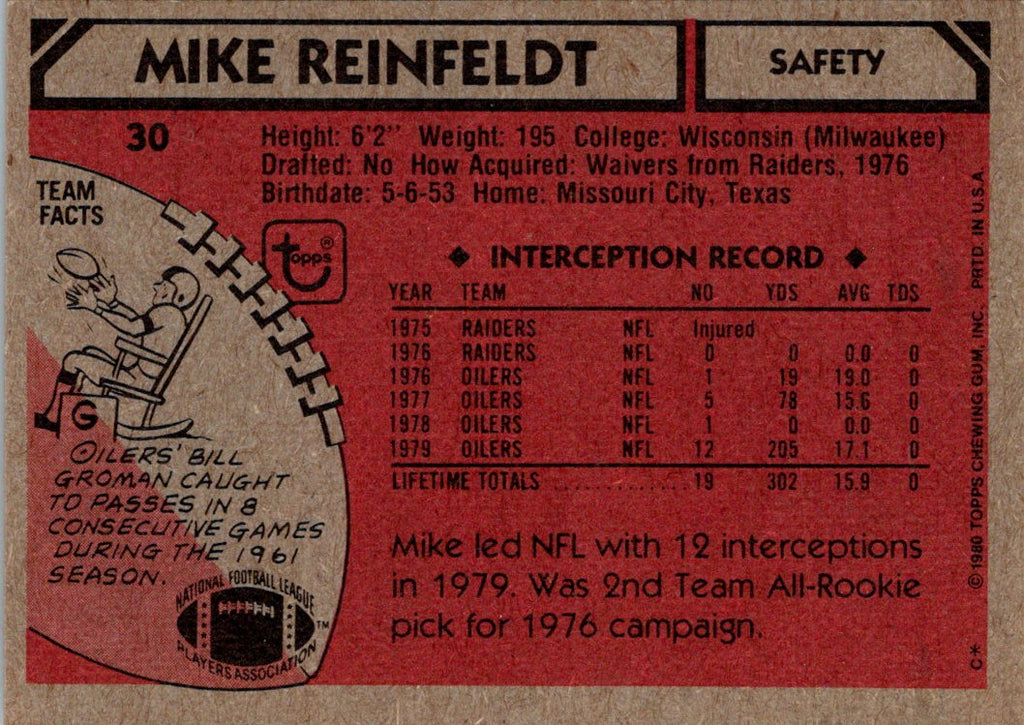 MIKE REINFELDT
SAFETY
30
Height: 6'2" Weight: 195 College: Wisconsin (Milwaukee)
Drafted: No How Acquired: Waivers from Raiders, 1976
Birthdate: 5-6-53 Home: Missouri City, Texas
TEAM
FACTS
topps®
G
OILERS' BILL
GROMAN CAUGHT
TD PASSES IN 8
CONSECUTIVE GAMES
DURING THE 1961
SEASON.
NATIONAL FOOTBALL LEAGUE
PLAYERS ASSOCIATION
TM
◆ INTERCEPTION RECORD ◆
YEAR TEAM NO YDS AVG TDS
1975 RAIDERS NFL Injured
1976 RAIDERS NFL 0 0 0.0 0
1976 OILERS NFL 1 19 19.0 0
1977 OILERS NFL 5 78 15.6 0
1978 OILERS NFL 1 0 0.0 0
1979 OILERS NFL 12 205 17.1 0
LIFETIME TOTALS ............. 19 302 15.9 0
Mike led NFL with 12 interceptions
in 1979. Was 2nd Team All-Rookie
pick for 1976 campaign.
C* © 1980 TOPPS CHEWING GUM, INC. PRTD. IN U.S.A.